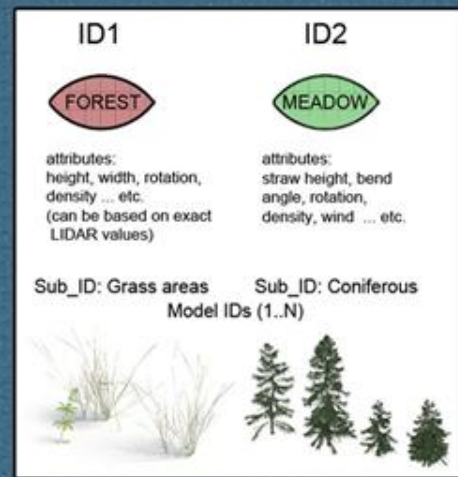 ID1
FOREST
attributes:
height, width, rotation,
density ... etc.
(can be based on exact
LIDAR values)
Sub_ID: Grass areas
ID2
MEADOW
attributes:
straw height, bend
angle, rotation,
density, wind ... etc.
Sub_ID: Coniferous
Model IDs (1..N)